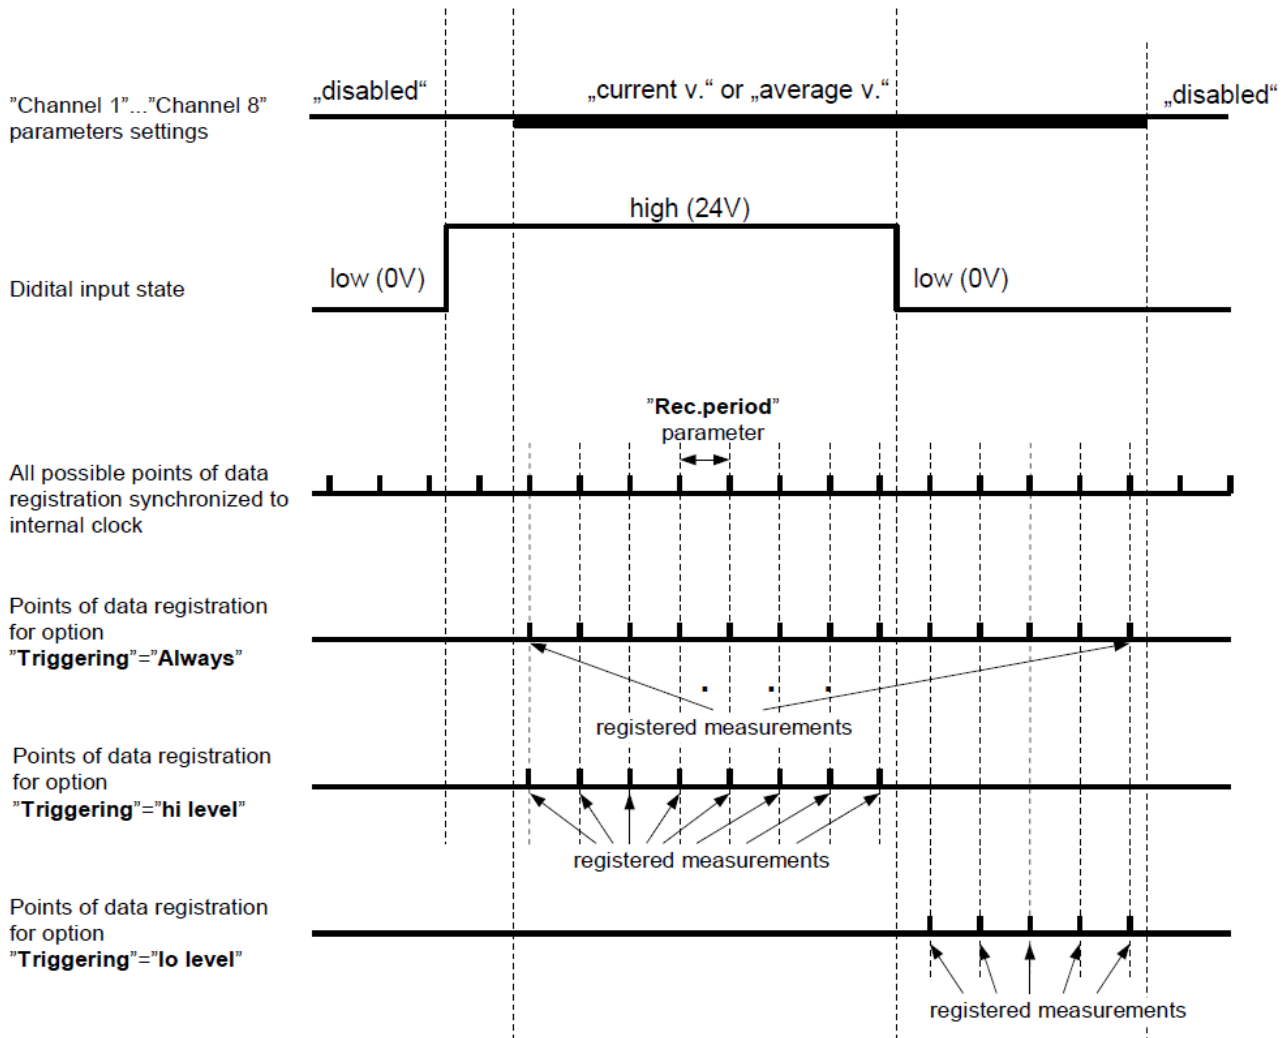 „disabled“
„current v.“ or „average v.“
„disabled“
”Channel 1”...”Channel 8”
parameters settings
high (24V)
low (0V)
low (0V)
Didital input state
”Rec.period”
parameter
All possible points of data
registration synchronized to
internal clock
Points of data registration
for option
”Triggering”=”Always”
. . .
registered measurements
Points of data registration
for option
”Triggering”=”hi level”
registered measurements
Points of data registration
for option
”Triggering”=”lo level”
registered measurements